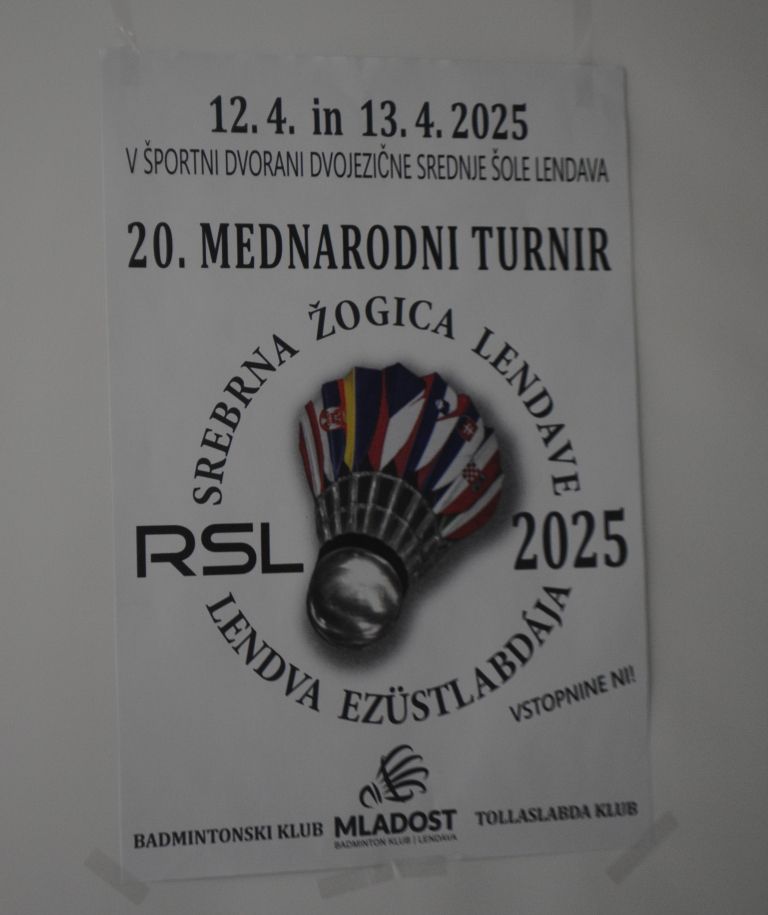 12. 4. in 13. 4. 2025
V ŠPORTNI DVORANI DVOJEZIČNE SREDNJE ŠOLE LENDAVA
20. MEDNARODNI TURNIR
SREBRNA ŽOGICA LENDAVE
RSL 2025
LENDVA EZÜSTLABDÁJA
VSTOPNINE NI!
BADMINTONSKI KLUB MLADOST TOLLASLABDA KLUB
BADMINTON KLUB | LENDAVA